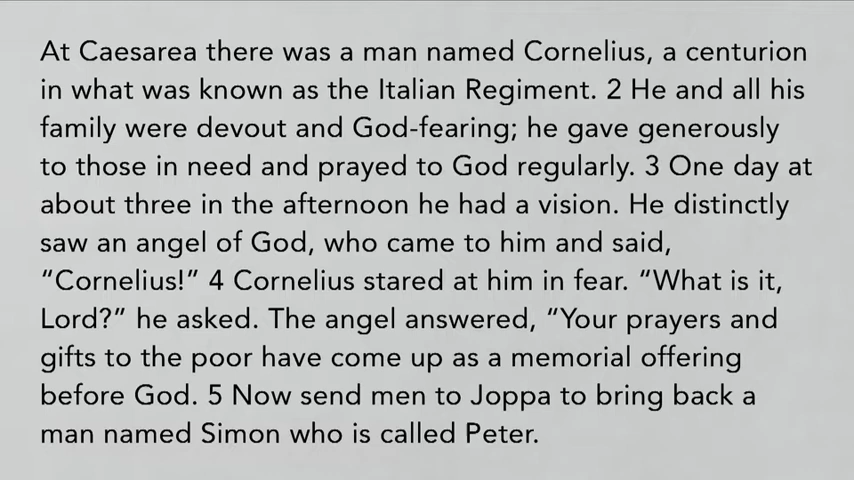 At Caesarea there was a man named Cornelius, a centurion
in what was known as the Italian Regiment. 2 He and all his
family were devout and God-fearing; he gave generously
to those in need and prayed to God regularly. 3 One day at
about three in the afternoon he had a vision. He distinctly
saw an angel of God, who came to him and said,
“Cornelius!” 4 Cornelius stared at him in fear. “What is it,
Lord?” he asked. The angel answered, “Your prayers and
gifts to the poor have come up as a memorial offering
before God. 5 Now send men to Joppa to bring back a
man named Simon who is called Peter.